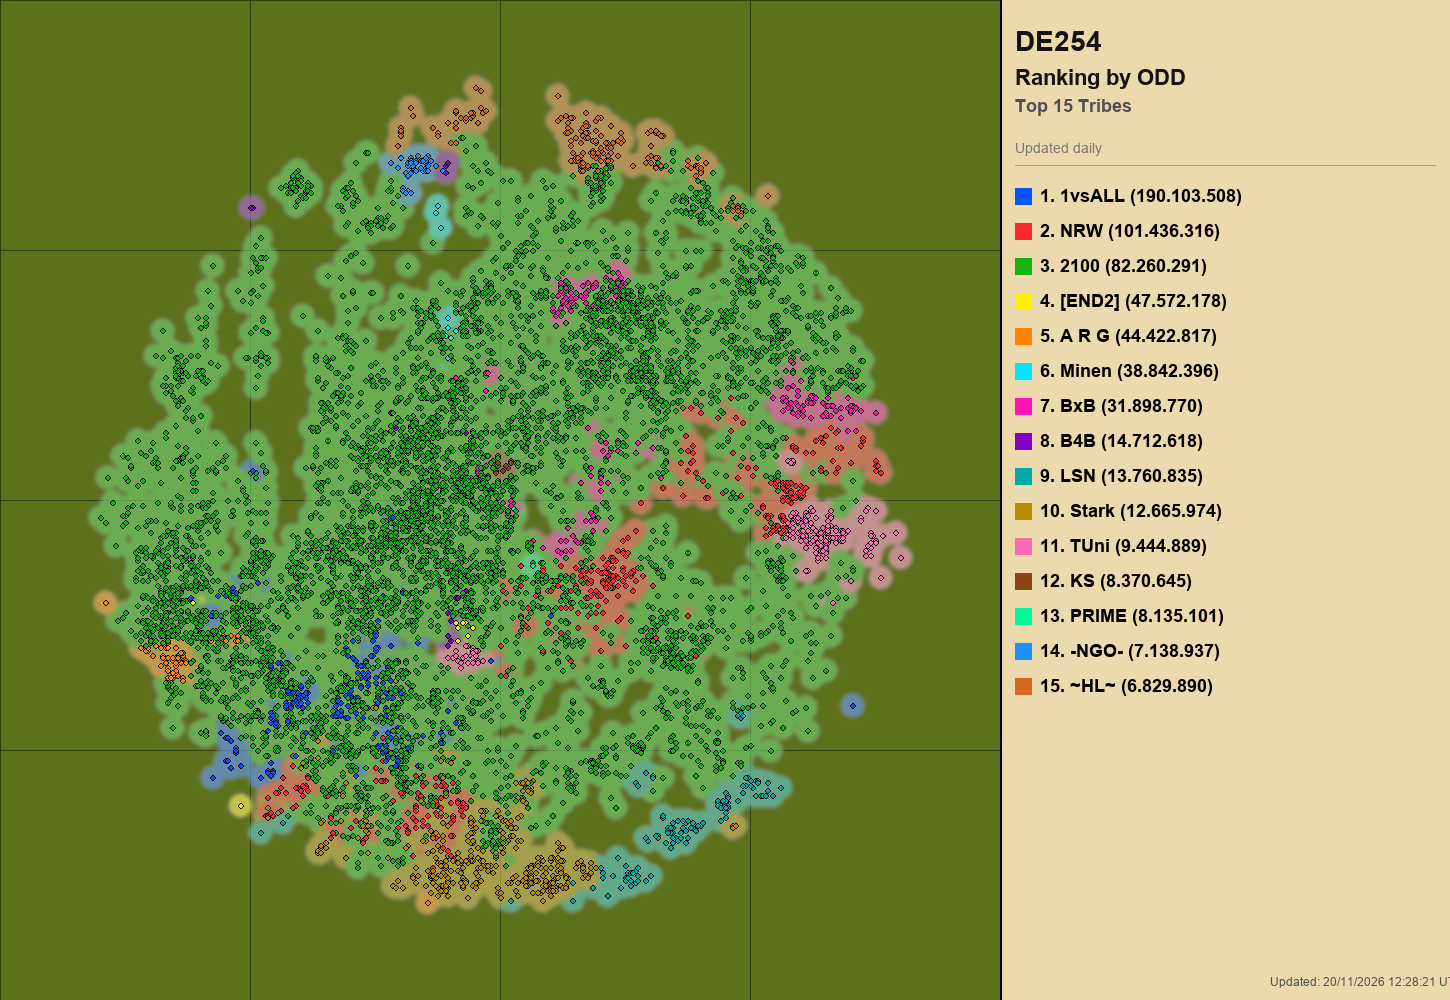 DE254
Ranking by ODD
Top 15 Tribes
Updated daily
1. 1vsALL (190.103.508)
2. NRW (101.436.316)
3. 2100 (82.260.291)
4. [END2] (47.572.178)
5. A R G (44.422.817)
6. Minen (38.842.396)
7. BxB (31.898.770)
8. B4B (14.712.618)
9. LSN (13.760.835)
10. Stark (12.665.974)
11. TUni (9.444.889)
12. KS (8.370.645)
13. PRIME (8.135.101)
14. -NGO- (7.138.937)
15. ~HL~ (6.829.890)
Updated: 20/11/2026 12:28:21